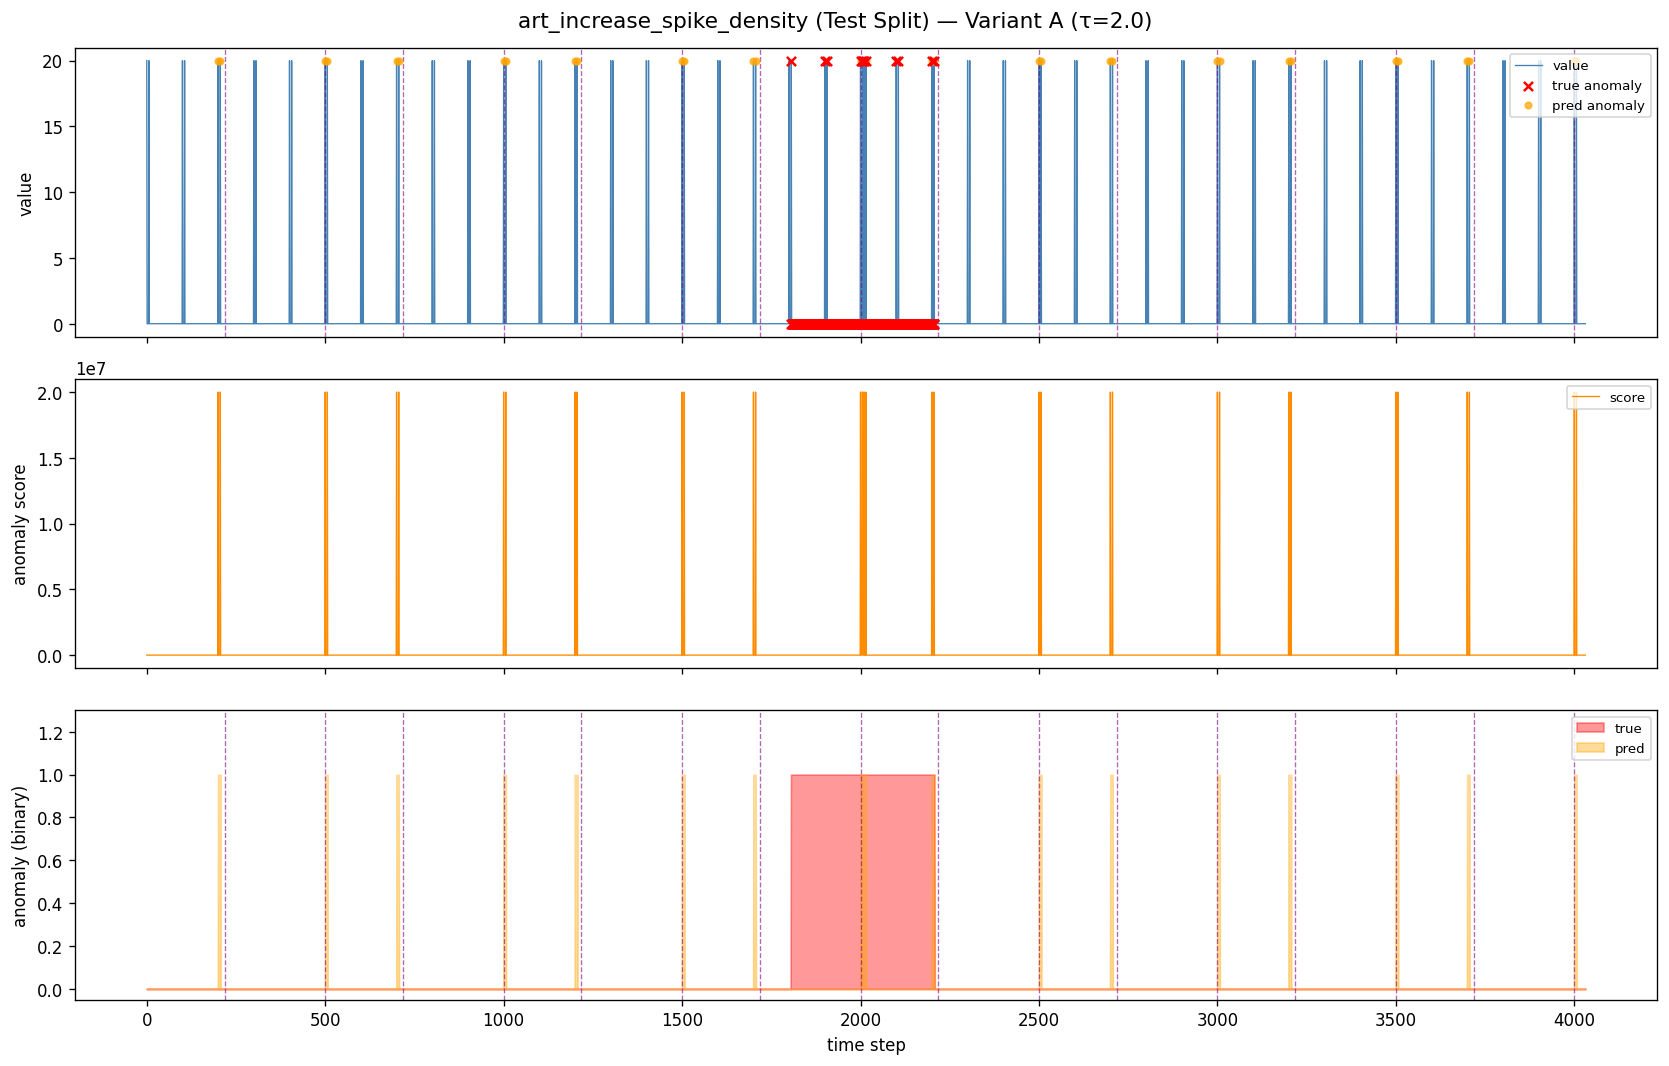 art_increase_spike_density (Test Split) — Variant A (τ=2.0)
20
15
10
5
0
value
value
true anomaly
pred anomaly
1e7
2.0
1.5
1.0
0.5
0.0
anomaly score
score
1.2
1.0
0.8
0.6
0.4
0.2
0.0
anomaly (binary)
true
pred
0 500 1000 1500 2000 2500 3000 3500 4000
time step